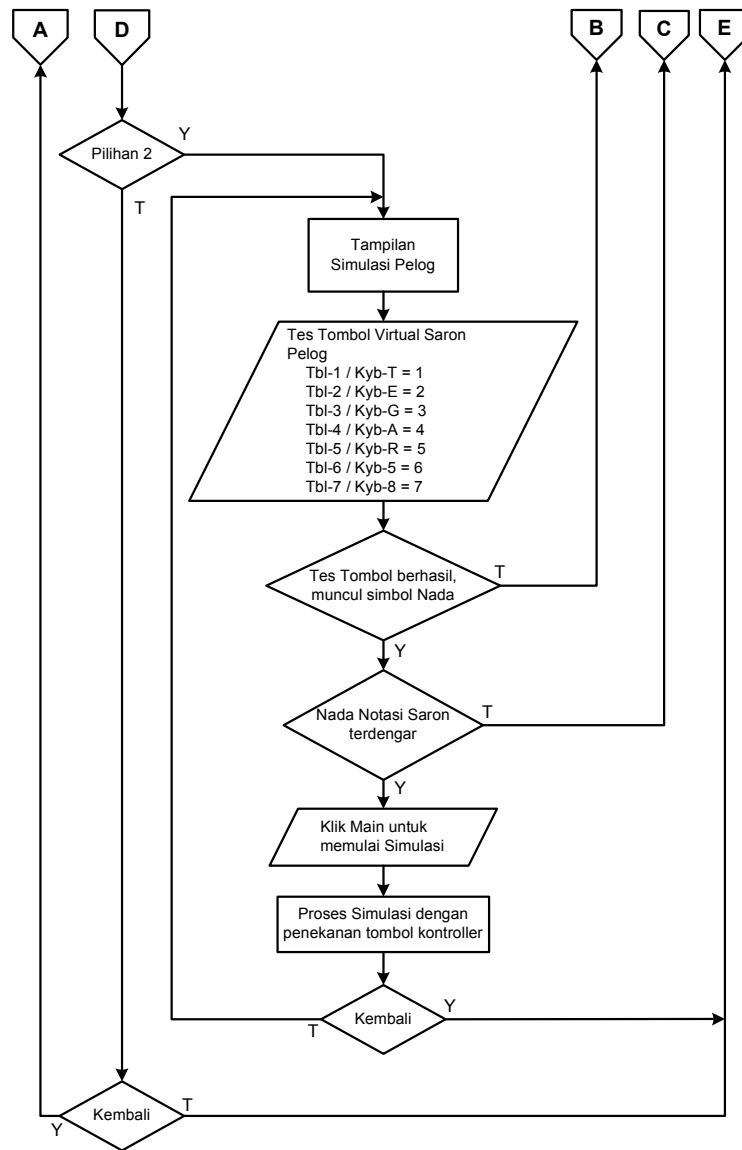 A
D
B
C
E
Pilihan 2
Y
T
Tampilan
Simulasi Pelog
Tes Tombol Virtual Saron
Pelog
Tbl-1 / Kyb-T = 1
Tbl-2 / Kyb-E = 2
Tbl-3 / Kyb-G = 3
Tbl-4 / Kyb-A = 4
Tbl-5 / Kyb-R = 5
Tbl-6 / Kyb-5 = 6
Tbl-7 / Kyb-8 = 7
Tes Tombol berhasil,
muncul simbol Nada
T
Y
Nada Notasi Saron
terdengar
T
Y
Klik Main untuk
memulai Simulasi
Proses Simulasi dengan
penekanan tombol kontroller
Kembali
Y
T
Kembali
T
Y